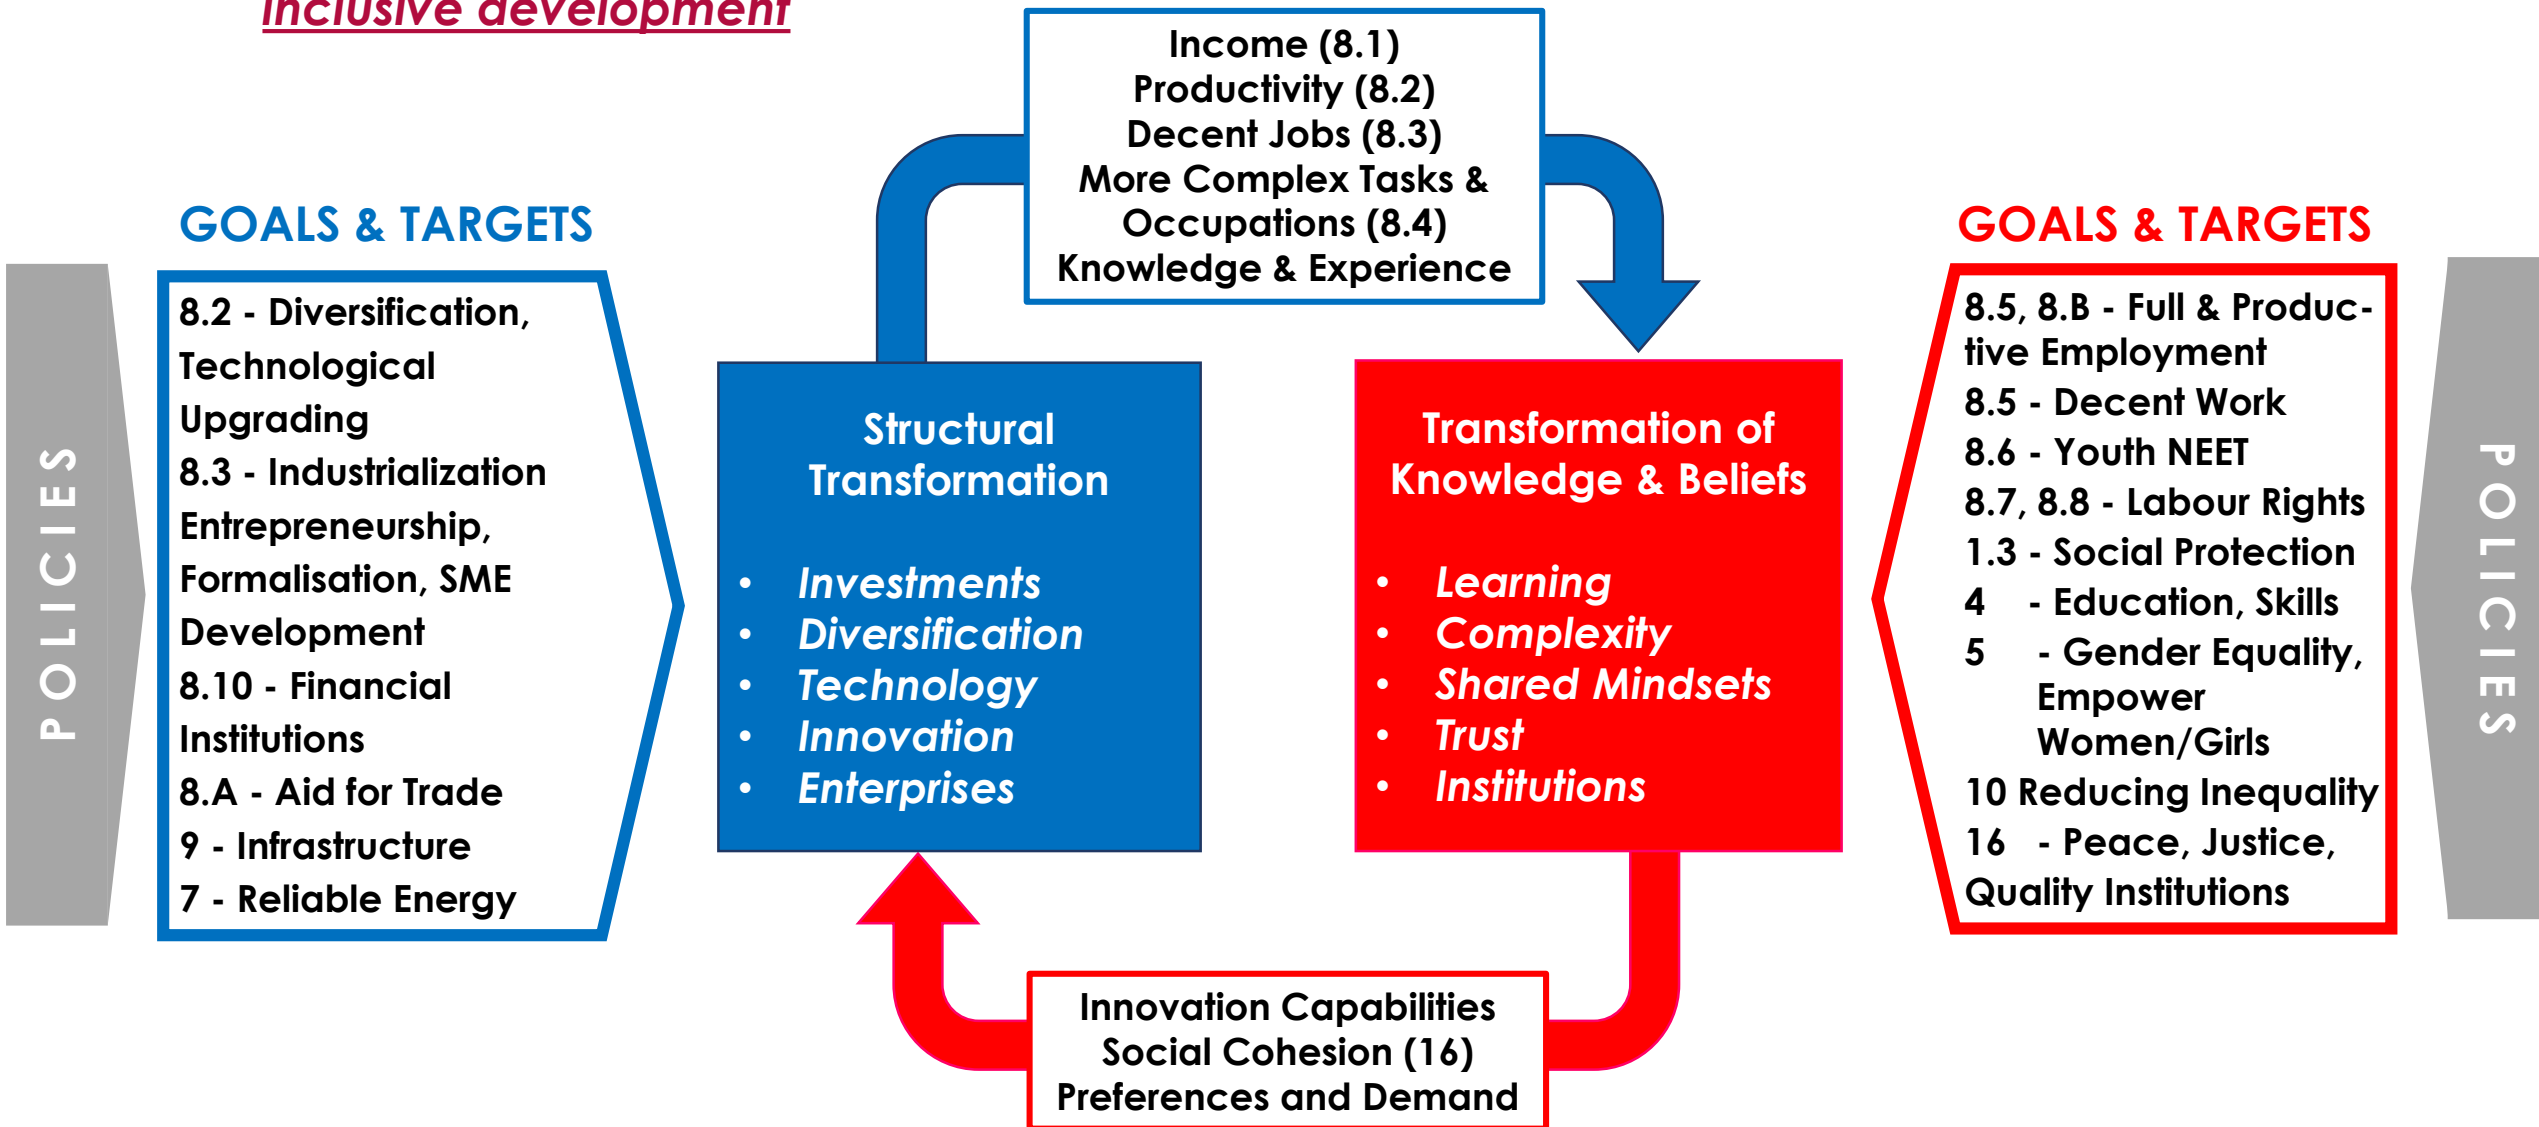 Inclusive development
Income (8.1)
Productivity (8.2)
Decent Jobs (8.3)
More Complex Tasks &
Occupations (8.4)
Knowledge & Experience
GOALS & TARGETS
POLICIES
8.2 - Diversification,
Technological
Upgrading
8.3 - Industrialization
Entrepreneurship,
Formalisation, SME
Development
8.10 - Financial
Institutions
8.A - Aid for Trade
9 - Infrastructure
7 - Reliable Energy
Structural
Transformation
• Investments
• Diversification
• Technology
• Innovation
• Enterprises
Transformation of
Knowledge & Beliefs
• Learning
• Complexity
• Shared Mindsets
• Trust
• Institutions
GOALS & TARGETS
8.5, 8.B - Full & Produc-
tive Employment
8.5 - Decent Work
8.6 - Youth NEET
8.7, 8.8 - Labour Rights
1.3 - Social Protection
4 - Education, Skills
5 - Gender Equality,
Empower
Women/Girls
10 Reducing Inequality
16 - Peace, Justice,
Quality Institutions
POLICIES
Innovation Capabilities
Social Cohesion (16)
Preferences and Demand